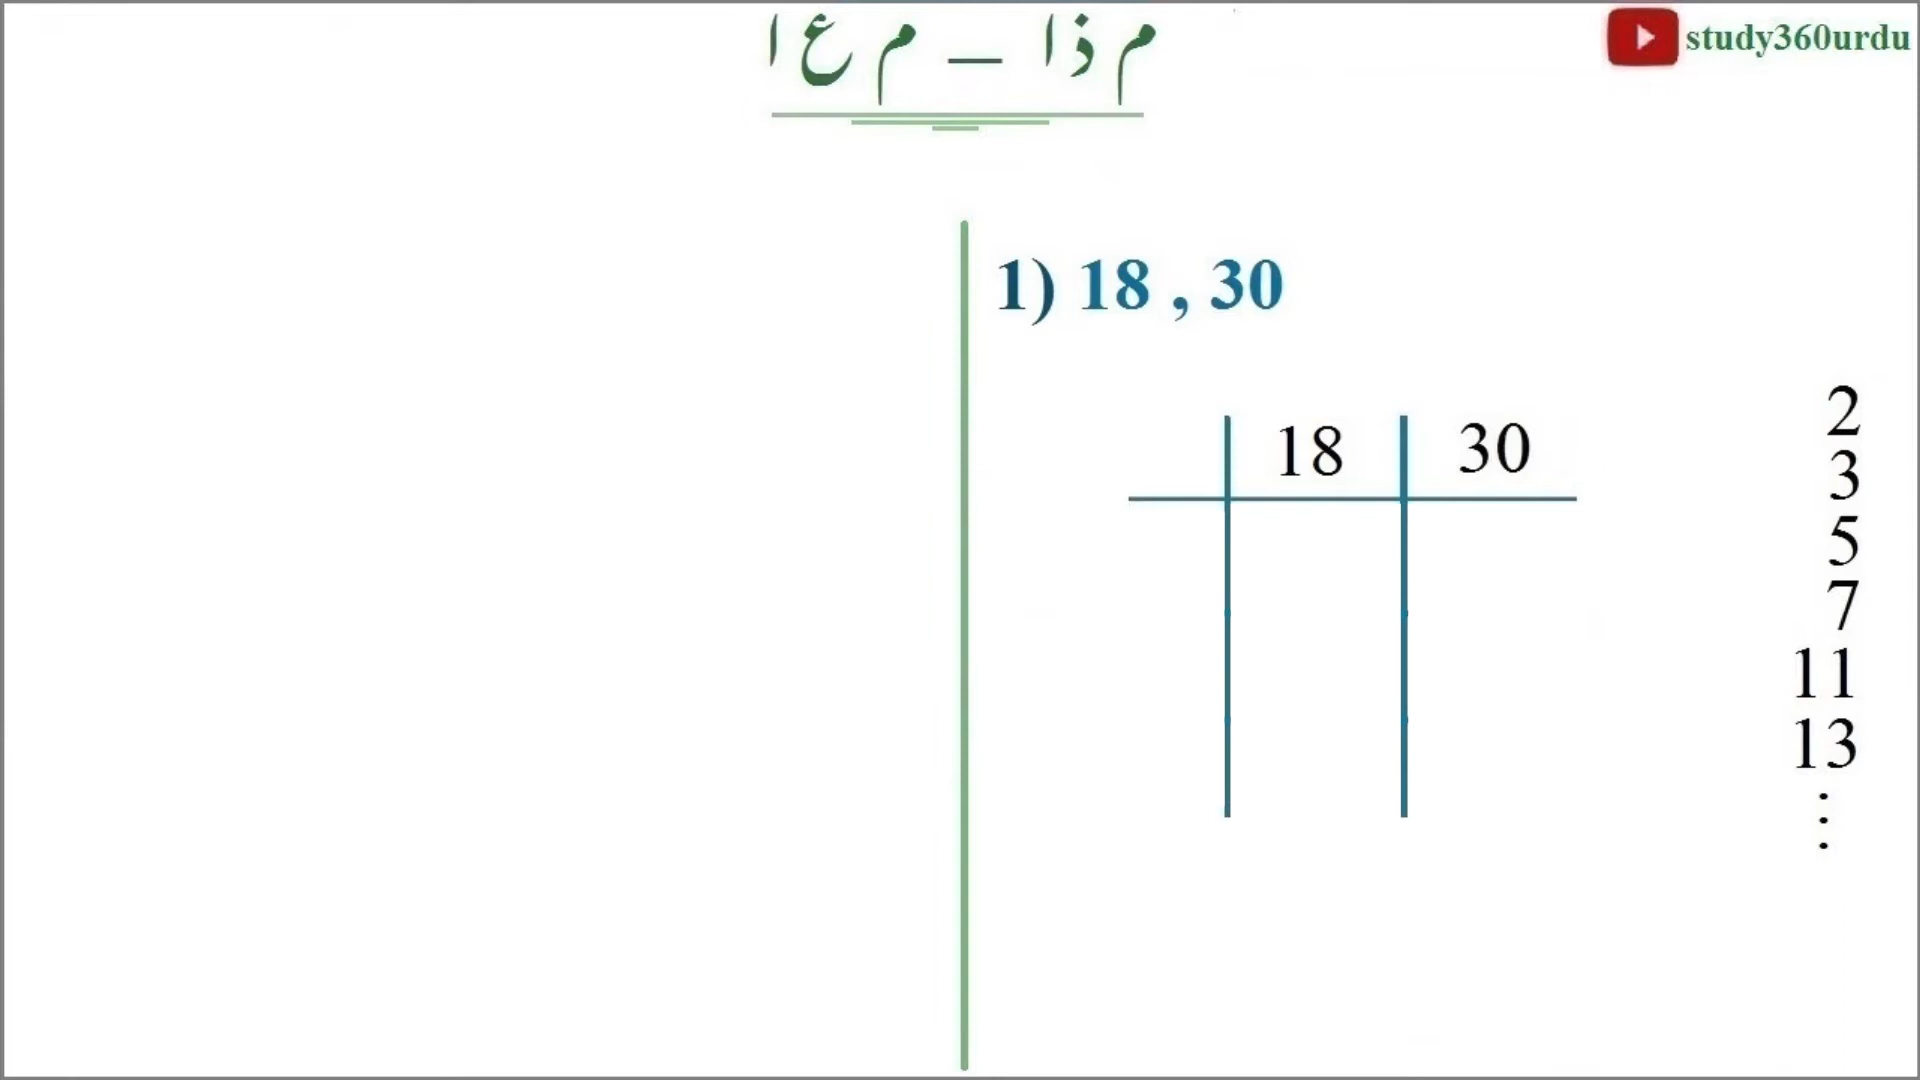 م ذ ا – م ع ا
study360urdu
1) 18 , 30
18 30
2
3
5
7
11
13
⋮